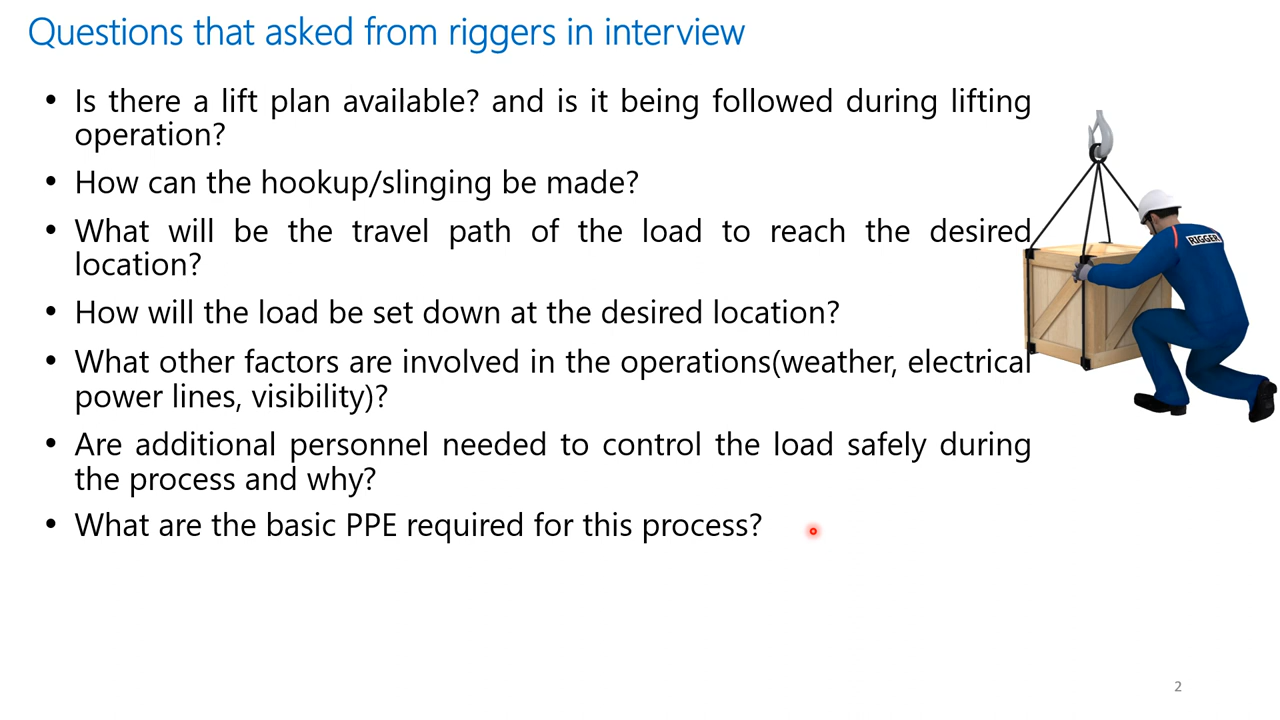 Questions that asked from riggers in interview
• Is there a lift plan available? and is it being followed during lifting
operation?
• How can the hookup/slinging be made?
• What will be the travel path of the load to reach the desired
location?
• How will the load be set down at the desired location?
• What other factors are involved in the operations(weather, electrical
power lines, visibility)?
• Are additional personnel needed to control the load safely during
the process and why?
• What are the basic PPE required for this process?
RIGGER
2